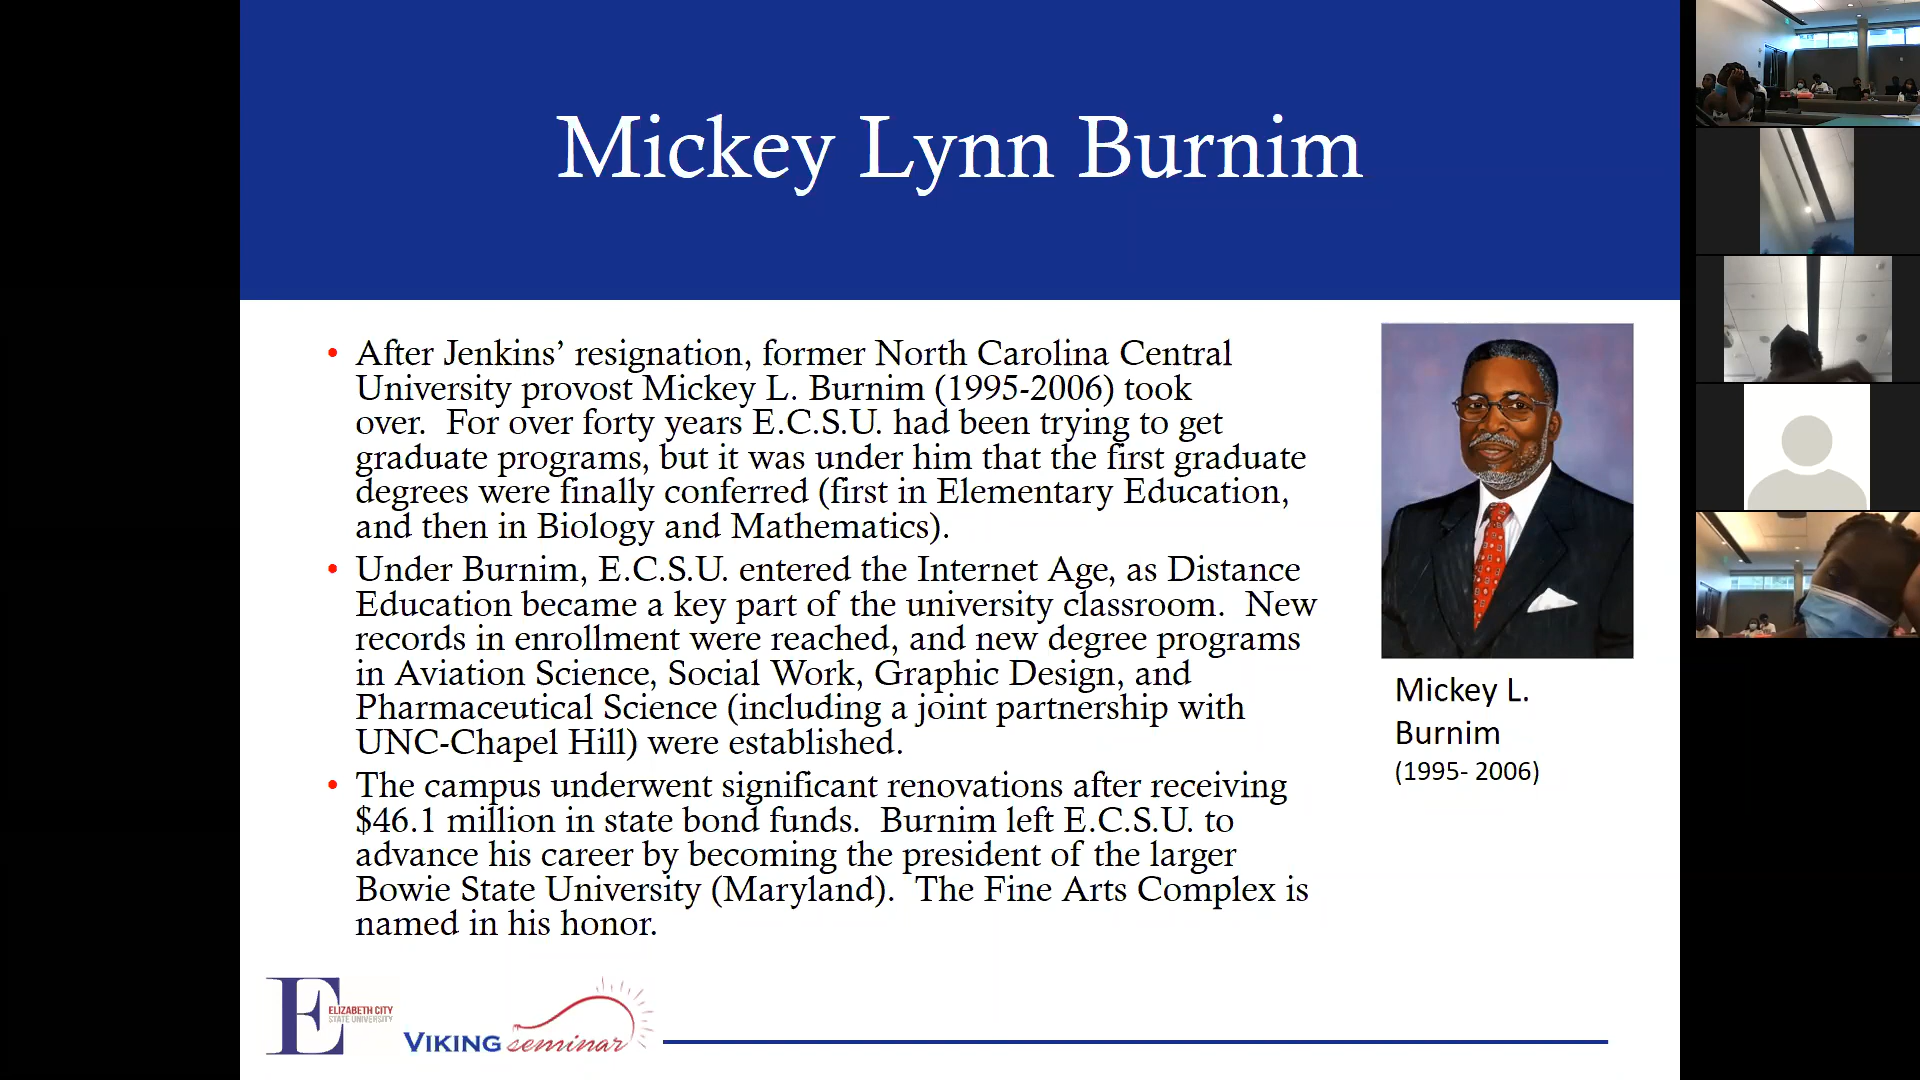 Mickey Lynn Burnim
• After Jenkins’ resignation, former North Carolina Central
University provost Mickey L. Burnim (1995-2006) took
over.  For over forty years E.C.S.U. had been trying to get
graduate programs, but it was under him that the first graduate
degrees were finally conferred (first in Elementary Education,
and then in Biology and Mathematics).
• Under Burnim, E.C.S.U. entered the Internet Age, as Distance
Education became a key part of the university classroom.  New
records in enrollment were reached, and new degree programs
in Aviation Science, Social Work, Graphic Design, and
Pharmaceutical Science (including a joint partnership with
UNC-Chapel Hill) were established.
• The campus underwent significant renovations after receiving
$46.1 million in state bond funds.  Burnim left E.C.S.U. to
advance his career by becoming the president of the larger
Bowie State University (Maryland).  The Fine Arts Complex is
named in his honor.
Mickey L.
Burnim
(1995- 2006)
E
ELIZABETH CITY
STATE UNIVERSITY
VIKING seminar